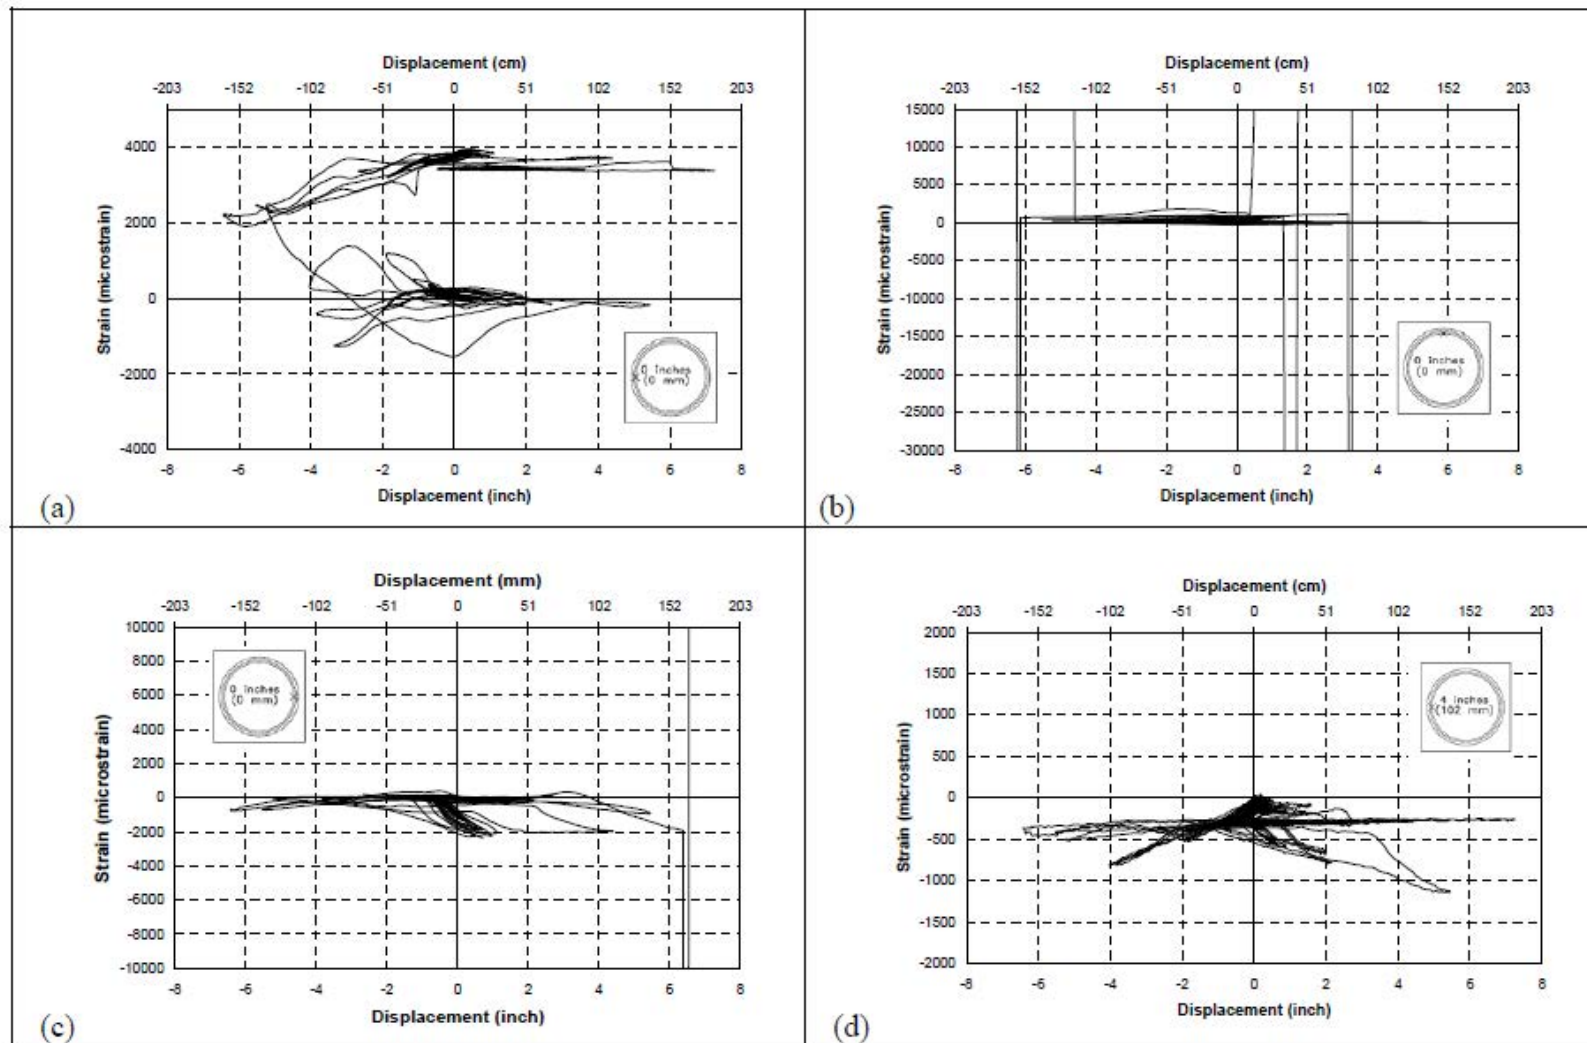 Displacement (cm)
-203 -152 -102 -51 0 51 102 152 203
4000
2000
0
-2000
-4000
Strain (microstrain)
0 inches
(0 mm)
-8 -6 -4 -2 0 2 4 6 8
Displacement (inch)
(a)
Displacement (cm)
-203 -152 -102 -51 0 51 102 152 203
15000
10000
5000
0
-5000
-10000
-15000
-20000
-25000
-30000
Strain (microstrain)
0 inches
(0 mm)
-8 -6 -4 -2 0 2 4 6 8
Displacement (inch)
(b)
Displacement (mm)
-203 -152 -102 -51 0 51 102 152 203
10000
8000
6000
4000
2000
0
-2000
-4000
-6000
-8000
-10000
Strain (microstrain)
0 inches
(0 mm)
-8 -6 -4 -2 0 2 4 6 8
Displacement (inch)
(c)
Displacement (cm)
-203 -152 -102 -51 0 51 102 152 203
2000
1500
1000
500
0
-500
-1000
-1500
-2000
Strain (microstrain)
4 inches
(102 mm)
-8 -6 -4 -2 0 2 4 6 8
Displacement (inch)
(d)